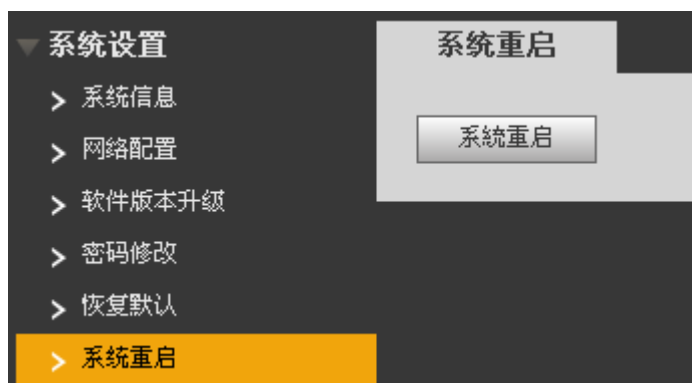 系统设置
系统信息
网络配置
软件版本升级
密码修改
恢复默认
系统重启
系统重启
系统重启